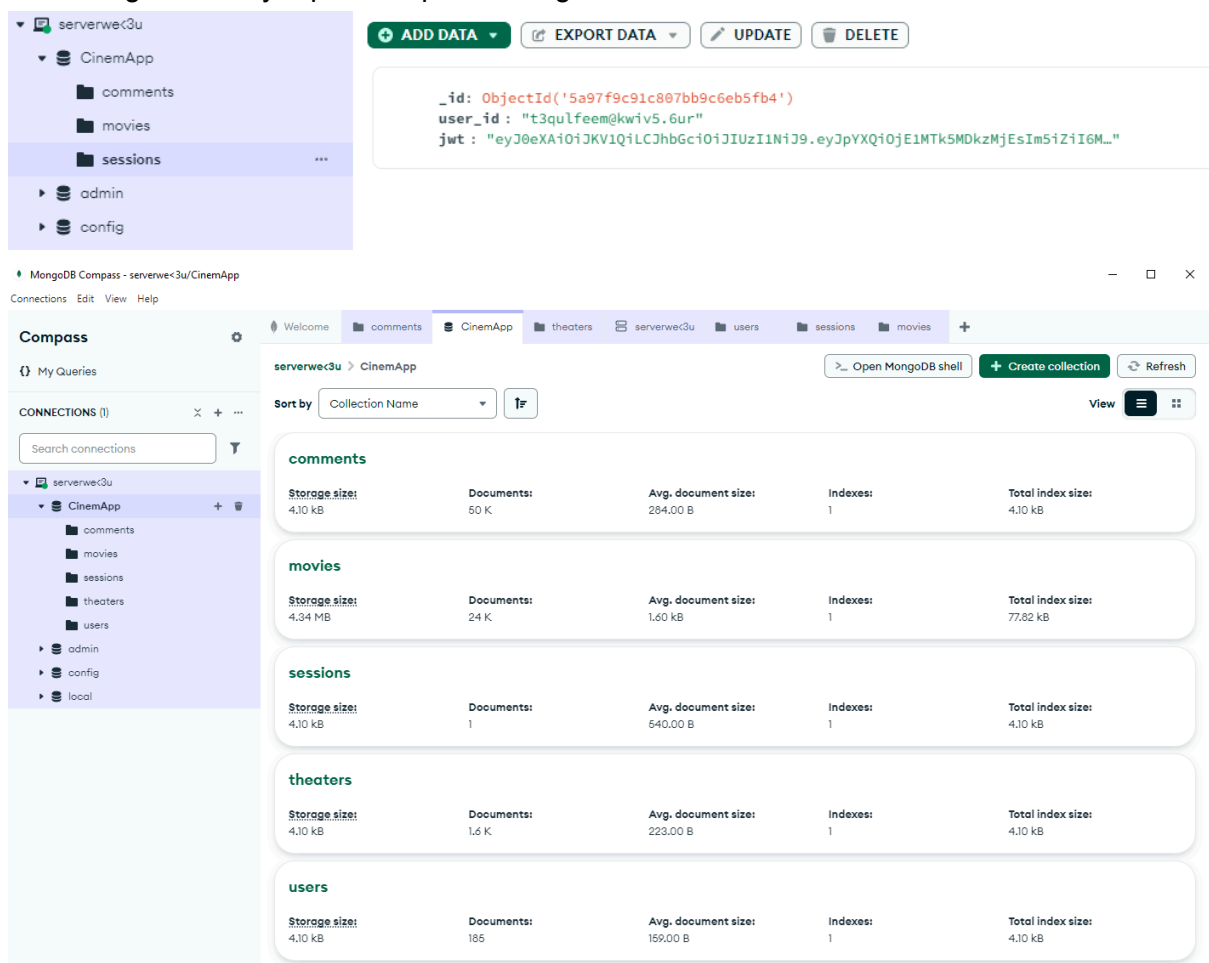 serverwe<3u
CinemApp
comments
movies
sessions
admin
config
ADD DATA
EXPORT DATA
UPDATE
DELETE
_id: ObjectId('5a97f9c91c807bb9c6eb5fb4')
user_id : "t3qulfeem@kwiv5.6ur"
jwt : "eyJ0eXAiOiJKV1QiLCJhbGciOiJIUzI1NiJ9.eyJpYXQiOjE1MTk5MDkzMjEsIm5iZiI6M…"
MongoDB Compass - serverwe<3u/CinemApp
Connections Edit View Help
Compass
{} My Queries
CONNECTIONS (1)
Search connections
serverwe<3u
CinemApp
comments
movies
sessions
theaters
users
admin
config
local
Welcome comments CinemApp theaters serverwe<3u users sessions movies
serverwe<3u > CinemApp
>_ Open MongoDB shell + Create collection Refresh
Sort by Collection Name
View
comments
Storage size: Documents: Avg. document size: Indexes: Total index size:
4.10 kB 50 K 284.00 B 1 4.10 kB
movies
Storage size: Documents: Avg. document size: Indexes: Total index size:
4.34 MB 24 K 1.60 kB 1 77.82 kB
sessions
Storage size: Documents: Avg. document size: Indexes: Total index size:
4.10 kB 1 540.00 B 1 4.10 kB
theaters
Storage size: Documents: Avg. document size: Indexes: Total index size:
4.10 kB 1.6 K 223.00 B 1 4.10 kB
users
Storage size: Documents: Avg. document size: Indexes: Total index size:
4.10 kB 185 159.00 B 1 4.10 kB